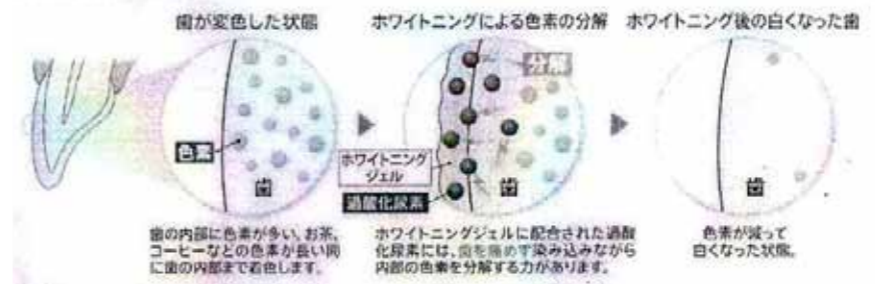 歯が変色した状態
ホワイトニングによる色素の分解
ホワイトニング後の白くなった歯
色素
歯
分解
ホワイトニング
ジェル
過酸化尿素
歯
歯
歯の内部に色素が多い、お茶、
コーヒーなどの色素が長い間
に歯の内部まで着色します。
ホワイトニングジェルに配合された過酸
化尿素には、歯を痛めず染み込みながら
内部の色素を分解する力があります。
色素が減って
白くなった状態。